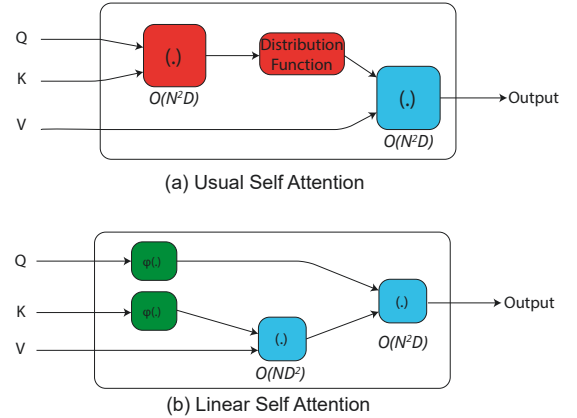 Q
K
V
(.)
O(N²D)
Distribution
Function
(.)
O(N²D)
Output
(a) Usual Self Attention
Q
K
V
φ(.)
φ(.)
(.)
O(ND²)
(.)
O(N²D)
Output
(b) Linear Self Attention